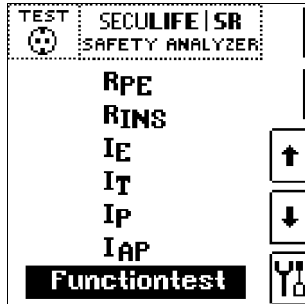 TEST
SECULIFE|SR
SAFETY ANALYZER
RPE
RINS
IE
IT
IP
IAP
Functiontest